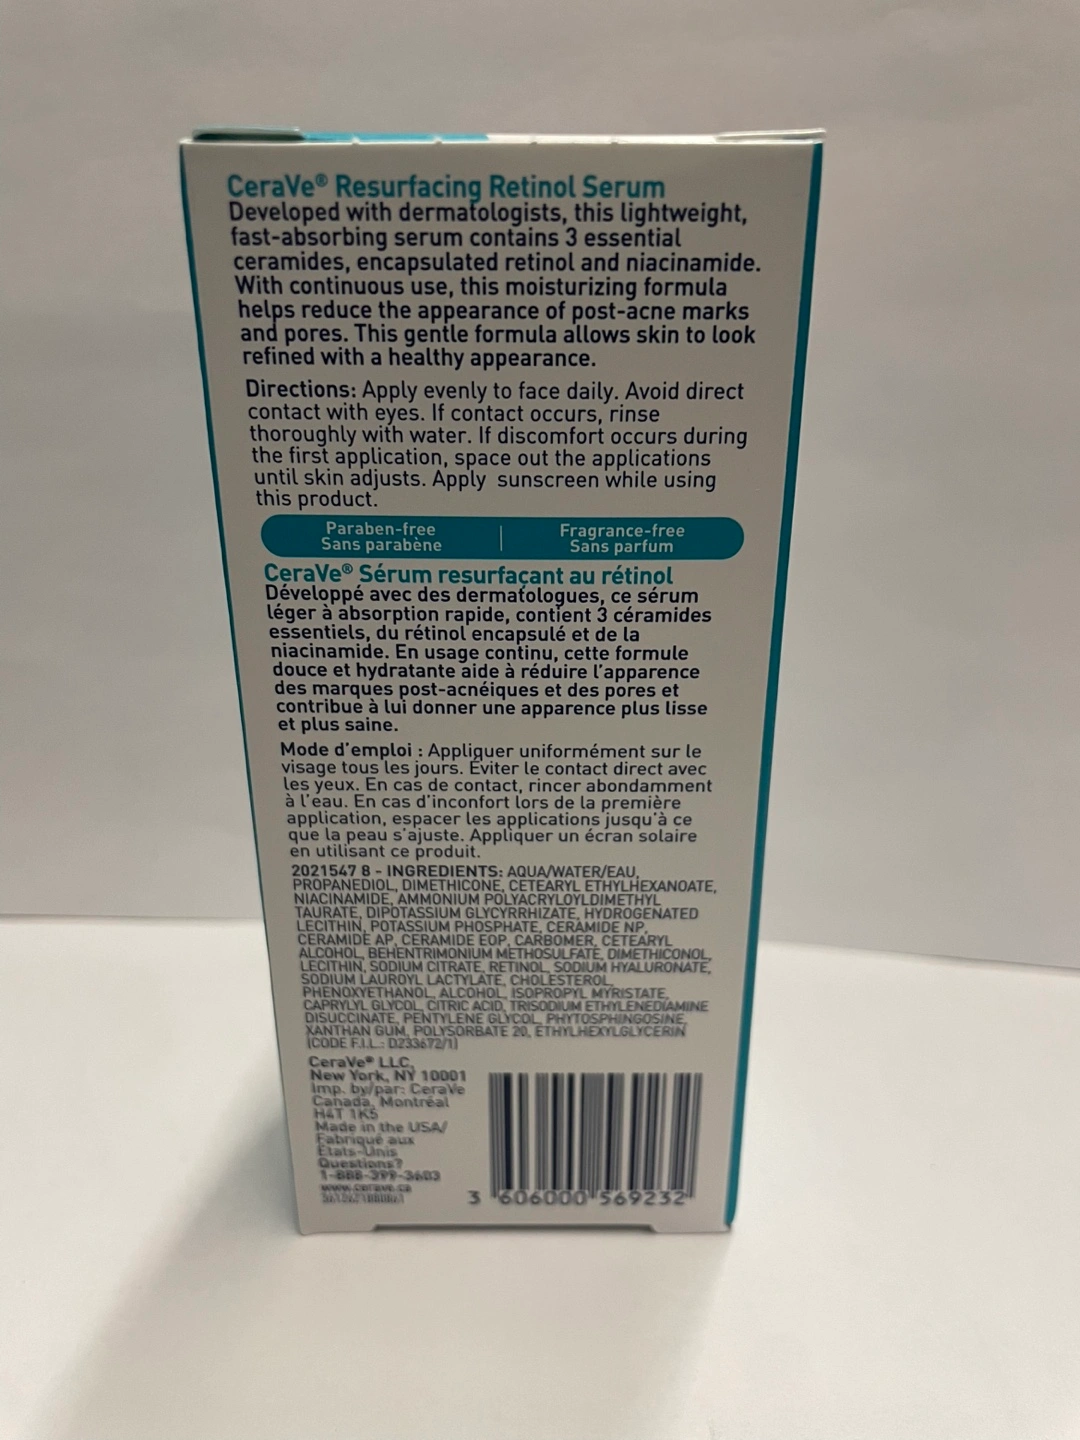 CeraVe® Resurfacing Retinol Serum
Developed with dermatologists, this lightweight,
fast-absorbing serum contains 3 essential
ceramides, encapsulated retinol and niacinamide.
With continuous use, this moisturizing formula
helps reduce the appearance of post-acne marks
and pores. This gentle formula allows skin to look
refined with a healthy appearance.
Directions: Apply evenly to face daily. Avoid direct
contact with eyes. If contact occurs, rinse
thoroughly with water. If discomfort occurs during
the first application, space out the applications
until skin adjusts. Apply sunscreen while using
this product.
Paraben-free
Sans parabène
Fragrance-free
Sans parfum
CeraVe® Sérum resurfaçant au rétinol
Développé avec des dermatologues, ce sérum
léger à absorption rapide, contient 3 céramides
essentiels, du rétinol encapsulé et de la
niacinamide. En usage continu, cette formule
douce et hydratante aide à réduire l'apparence
des marques post-acnéiques et des pores et
contribue à lui donner une apparence plus lisse
et plus saine.
Mode d'emploi : Appliquer uniformément sur le
visage tous les jours. Éviter le contact direct avec
les yeux. En cas de contact, rincer abondamment
à l'eau. En cas d'inconfort lors de la première
application, espacer les applications jusqu'à ce
que la peau s'ajuste. Appliquer un écran solaire
en utilisant ce produit.
2021547 8 - INGREDIENTS: AQUA/WATER/EAU,
PROPANEDIOL, DIMETHICONE, CETEARYL ETHYLHEXANOATE,
NIACINAMIDE, AMMONIUM POLYACRYLOYLDIMETHYL
TAURATE, DIPOTASSIUM GLYCYRRHIZATE, HYDROGENATED
LECITHIN, POTASSIUM PHOSPHATE, CERAMIDE NP,
CERAMIDE AP, CERAMIDE EOP, CARBOMER, CETEARYL
ALCOHOL, BEHENTRIMONIUM METHOSULFATE, DIMETHICONOL,
LECITHIN, SODIUM CITRATE, RETINOL, SODIUM HYALURONATE,
SODIUM LAUROYL LACTYLATE, CHOLESTEROL,
PHENOXYETHANOL, ALCOHOL, ISOPROPYL MYRISTATE,
CAPRYLYL GLYCOL, CITRIC ACID, TRISODIUM ETHYLENEDIAMINE
DISUCCINATE, PENTYLENE GLYCOL, PHYTOSPHINGOSINE,
XANTHAN GUM, POLYSORBATE 20, ETHYLHEXYLGLYCERIN
(CODE F.I.L.: D233672/1)
CeraVe® LLC,
New York, NY 10001
Imp. by/par: CeraVe
Canada, Montréal
H4T 1K5
Made in the USA/
Fabriqué aux
États-Unis
Questions?
1-888-399-3603
www.cerave.ca
3 606000 569232